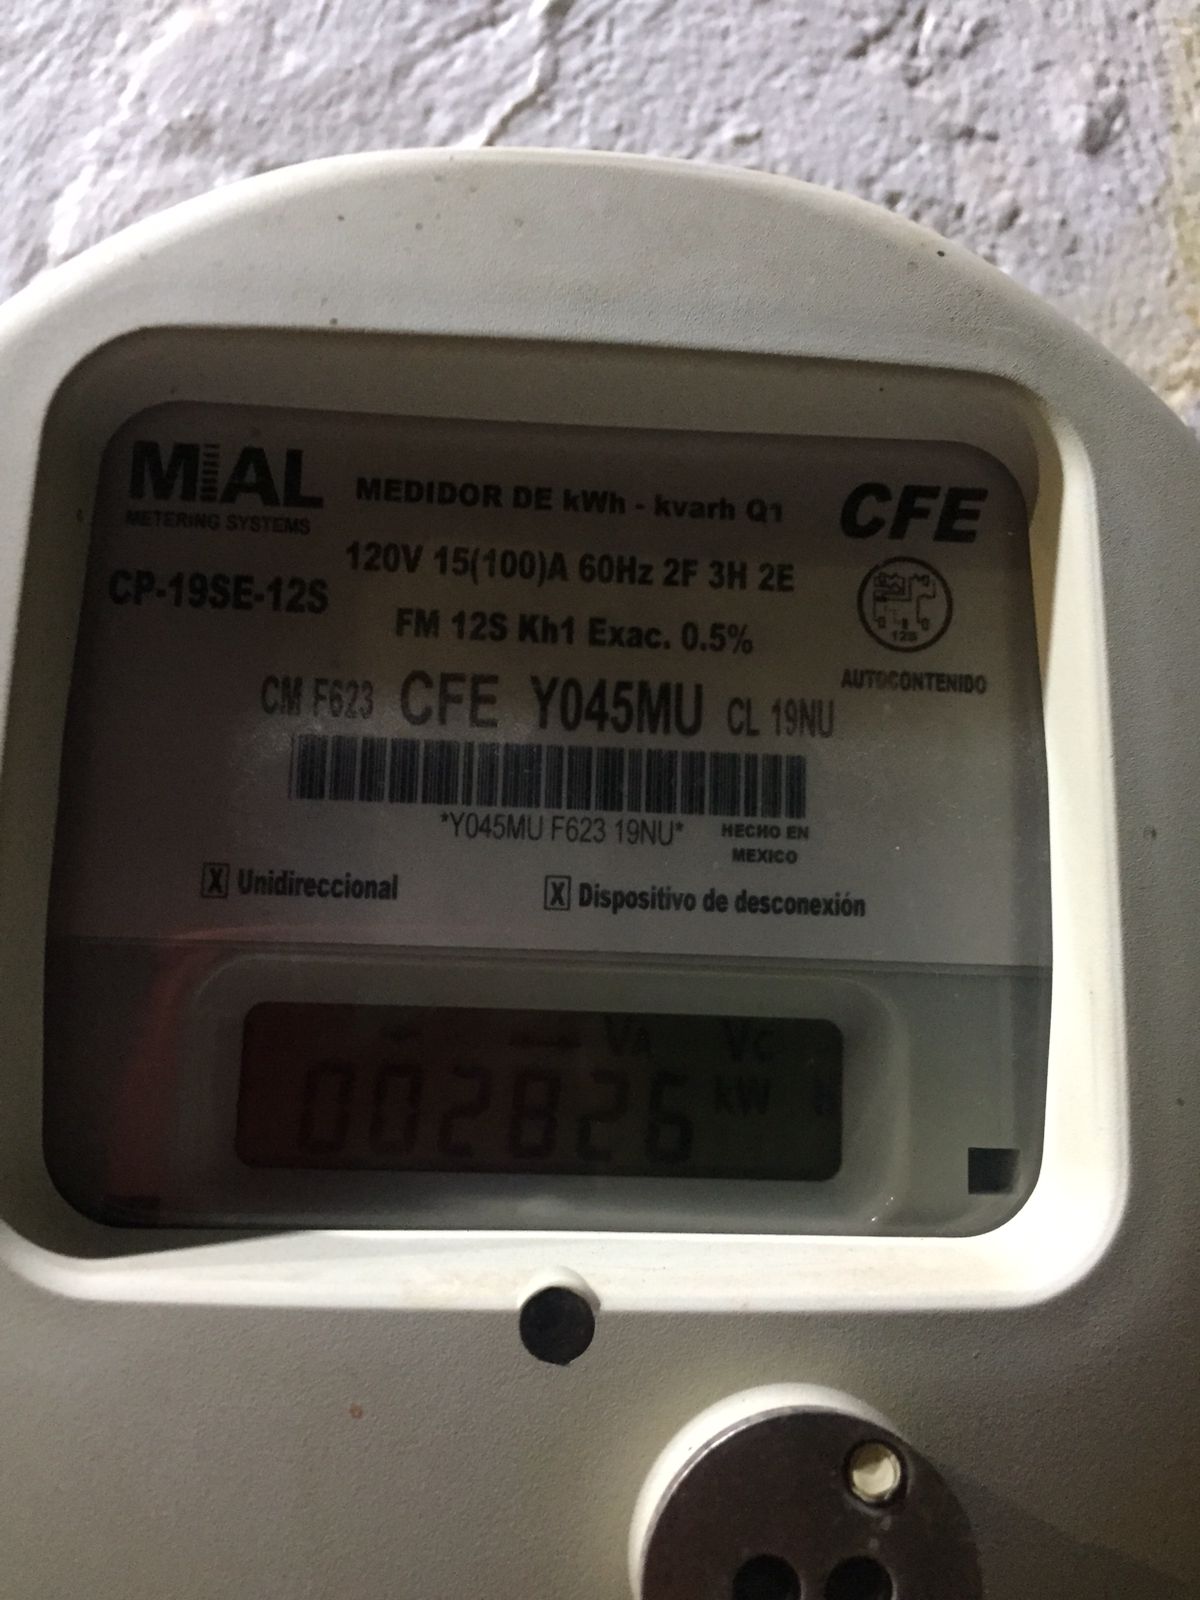 MIAL
METERING SYSTEMS
MEDIDOR DE kWh - kvarh Q1
CFE
CP-19SE-12S
120V 15(100)A 60Hz 2F 3H 2E
FM 12S Kh1 Exac. 0.5%
12S
AUTOCONTENIDO
CM F623 CFE Y045MU CL 19NU
*Y045MU F623 19NU*
HECHO EN
MEXICO
X Unidireccional
X Dispositivo de desconexión
VA VC
002826 kW